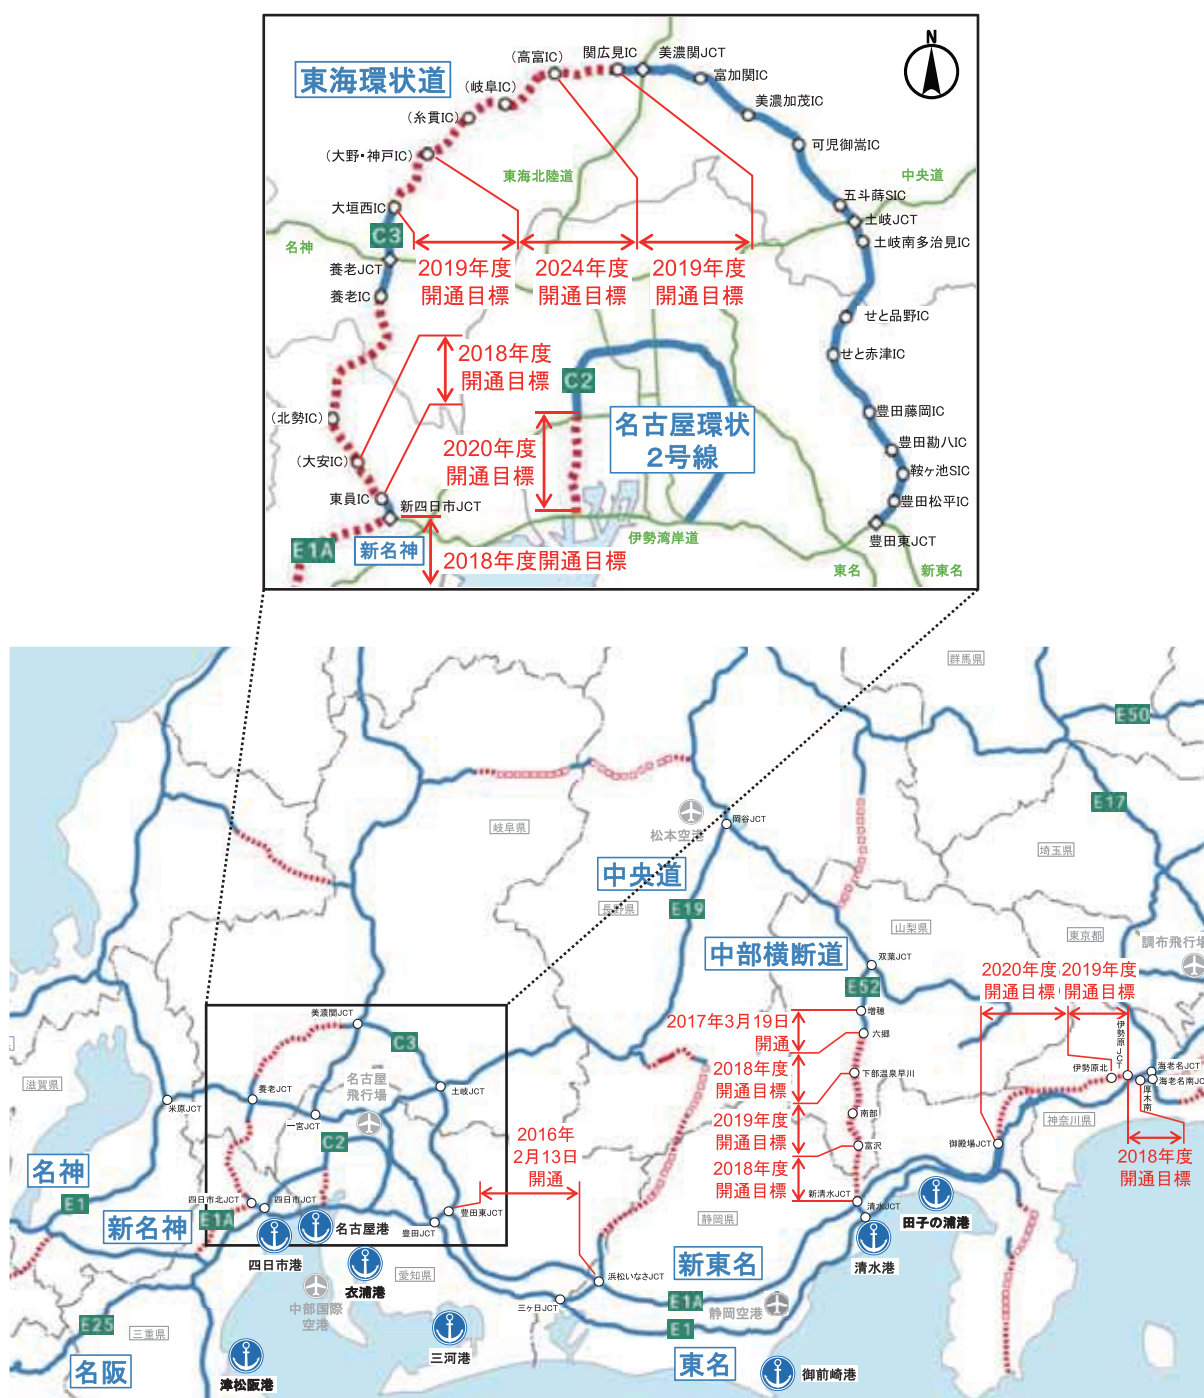 N
(高富IC)
関広見IC
美濃関JCT
東海環状道
富加関IC
(岐阜IC)
美濃加茂IC
(糸貫IC)
可児御嵩IC
(大野・神戸IC)
東海北陸道
中央道
五斗蒔SIC
大垣西IC
土岐JCT
C3
土岐南多治見IC
名神
養老JCT
2019年度
開通目標
2024年度
開通目標
2019年度
開通目標
養老IC
せと品野IC
2018年度
開通目標
せと赤津IC
C2
(北勢IC)
豊田藤岡IC
名古屋環状
2号線
2020年度
開通目標
豊田勘八IC
(大安IC)
鞍ヶ池SIC
東員IC
豊田松平IC
新四日市JCT
伊勢湾岸道
豊田東JCT
E1A
新名神
2018年度開通目標
東名
新東名
群馬県
E50
E17
岐阜県
松本空港
岡谷JCT
埼玉県
中央道
長野県
E19
山梨県
東京都
中部横断道
調布飛行場
双葉JCT
2020年度
開通目標
2019年度
開通目標
E52
増穂
2017年3月19日
開通
六郷
美濃関JCT
C3
伊勢原JCT
2018年度
開通目標
下部温泉早川
伊勢原北
海老名JCT
海老名南JCT
厚木南
滋賀県
名古屋
飛行場
土岐JCT
養老JCT
米原JCT
一宮JCT
2019年度
開通目標
南部
神奈川県
C2
2016年
2月13日
開通
富沢
御殿場JCT
2018年度
開通目標
2018年度
開通目標
名神
E1
四日市北JCT
四日市JCT
新清水JCT
清水JCT
新名神
E1A
名古屋港
豊田東JCT
豊田JCT
静岡県
田子の浦港
四日市港
新東名
清水港
衣浦港
愛知県
浜松いなさJCT
中部国際
空港
三ヶ日JCT
E1A
静岡空港
E25
三重県
E1
名阪
三河港
東名
津松阪港
御前崎港